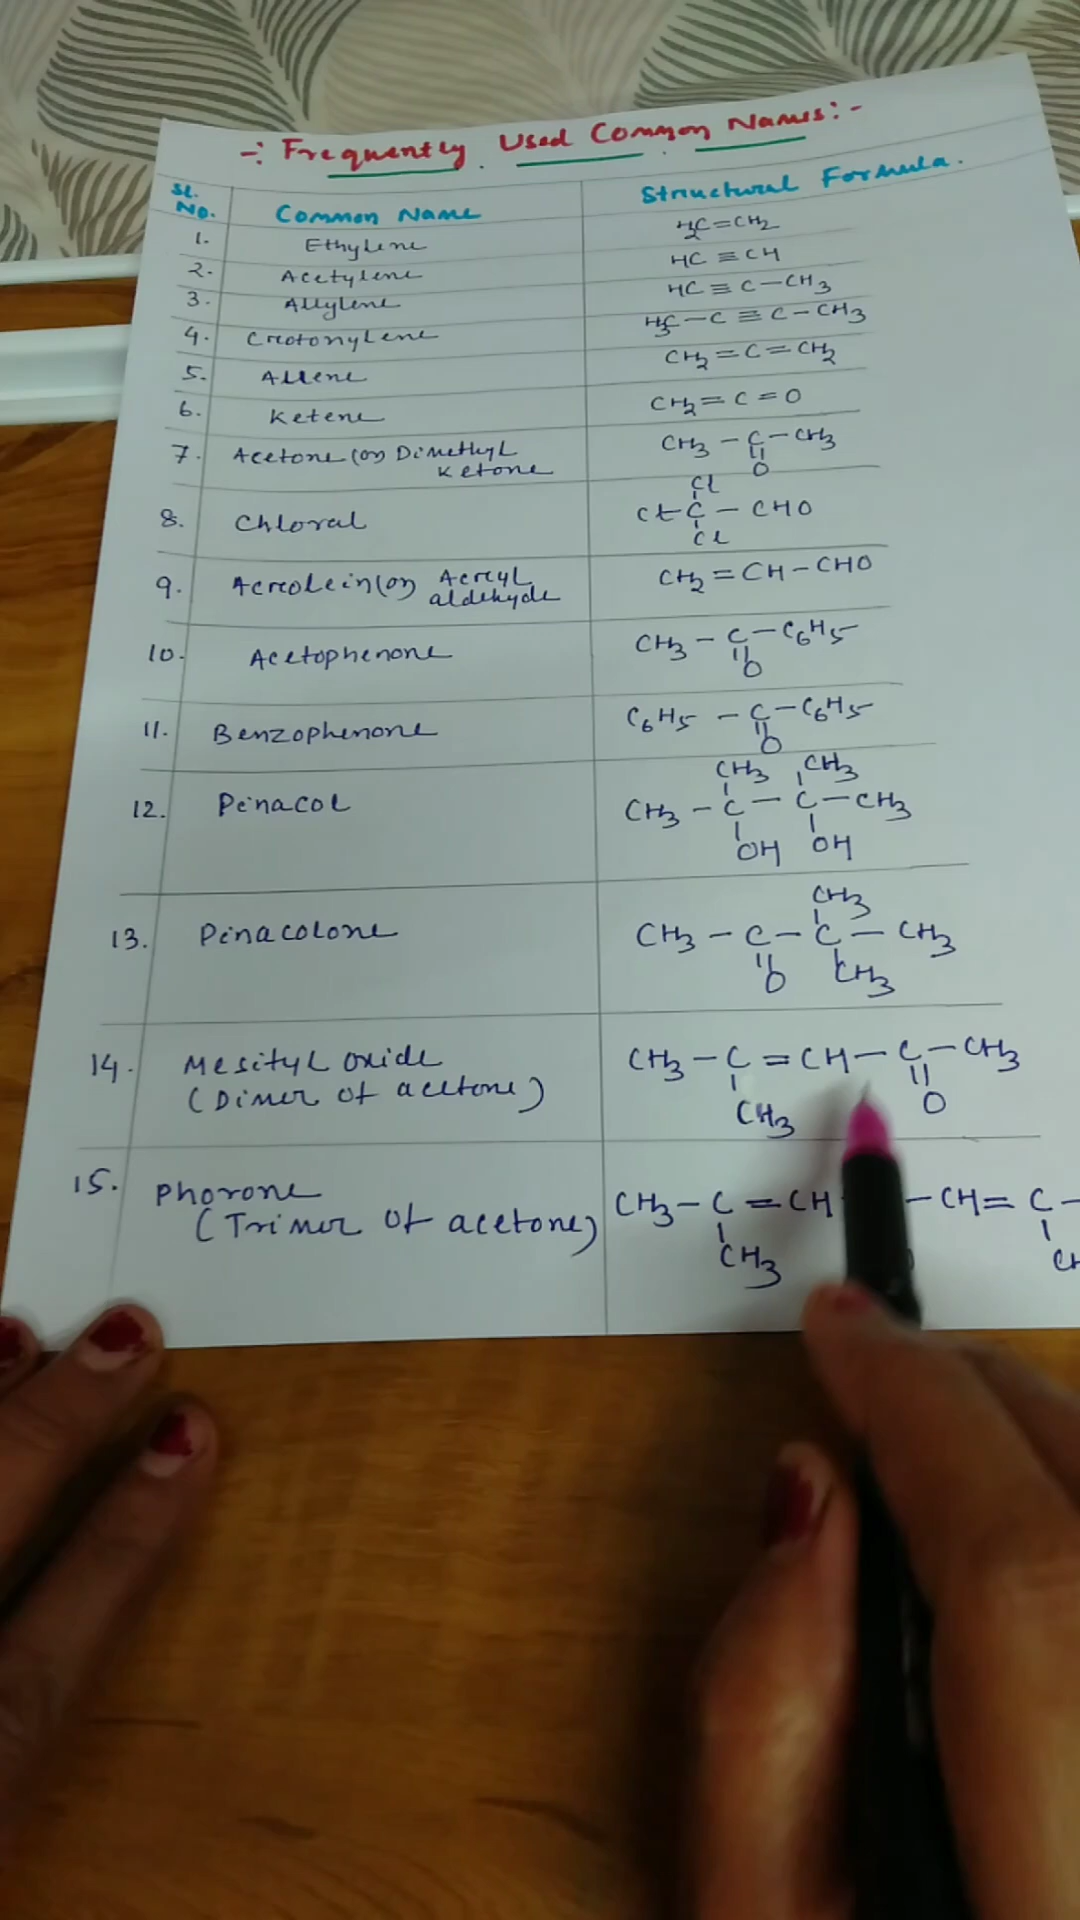 -: Frequently Used Common Names:-
SL. No. Common Name Structural Formula.
1. Ethylene H₂C=CH₂
2. Acetylene HC≡CH
3. Allylene HC≡C-CH₃
4. Crotonylene H₃C-C≡C-CH₃
5. Allene CH₂=C=CH₂
6. Ketene CH₂=C=O
7. Acetone (or) Dimethyl CH₃-C-CH₃
ketone O
Cl
8. Chloral Cl-C-CHO
Cl
9. Acrolein (or) Acryl CH₂=CH-CHO
aldehyde
10. Acetophenone CH₃-C-C₆H₅
O
11. Benzophenone C₆H₅-C-C₆H₅
O
CH₃ CH₃
12. Pinacol CH₃-C-C-CH₃
OH OH
CH₃
13. Pinacolone CH₃-C-C-CH₃
O CH₃
14. Mesityl oxide CH₃-C=CH-C-CH₃
(Dimer of acetone) CH₃ O
15. Phorone CH₃-C=CH -CH=C-
(Trimer of acetone) CH₃